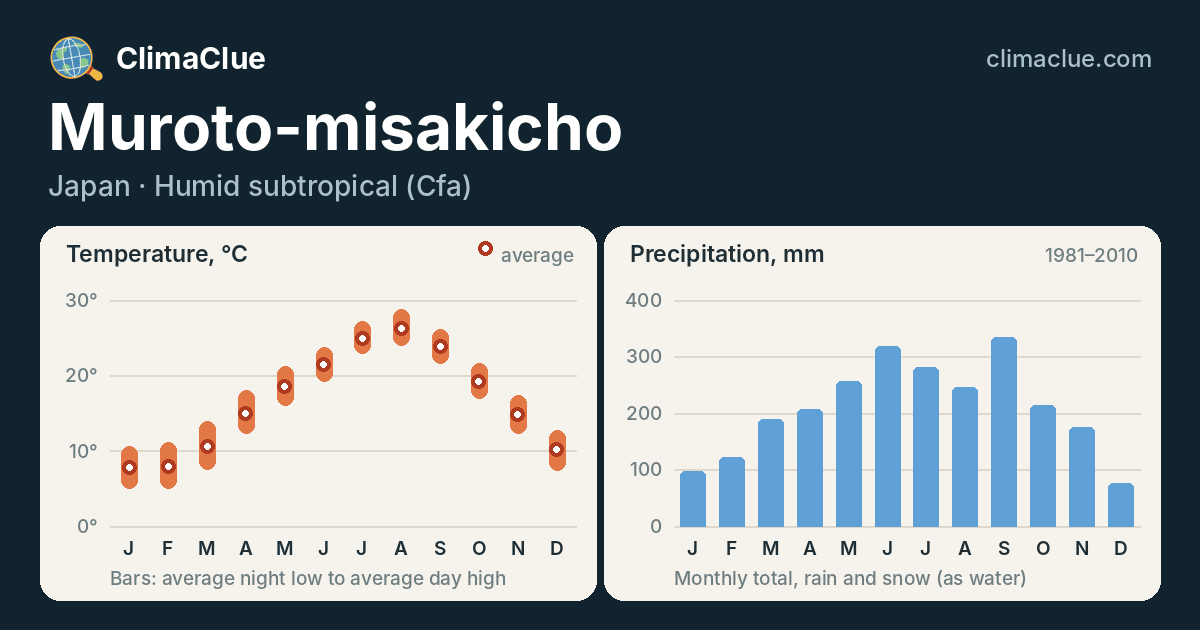 ClimaClue
climaclue.com
Muroto-misakicho
Japan · Humid subtropical (Cfa)
Temperature, °C
average
30°
20°
10°
0°
J F M A M J J A S O N D
Bars: average night low to average day high
Precipitation, mm
1981–2010
400
300
200
100
0
J F M A M J J A S O N D
Monthly total, rain and snow (as water)